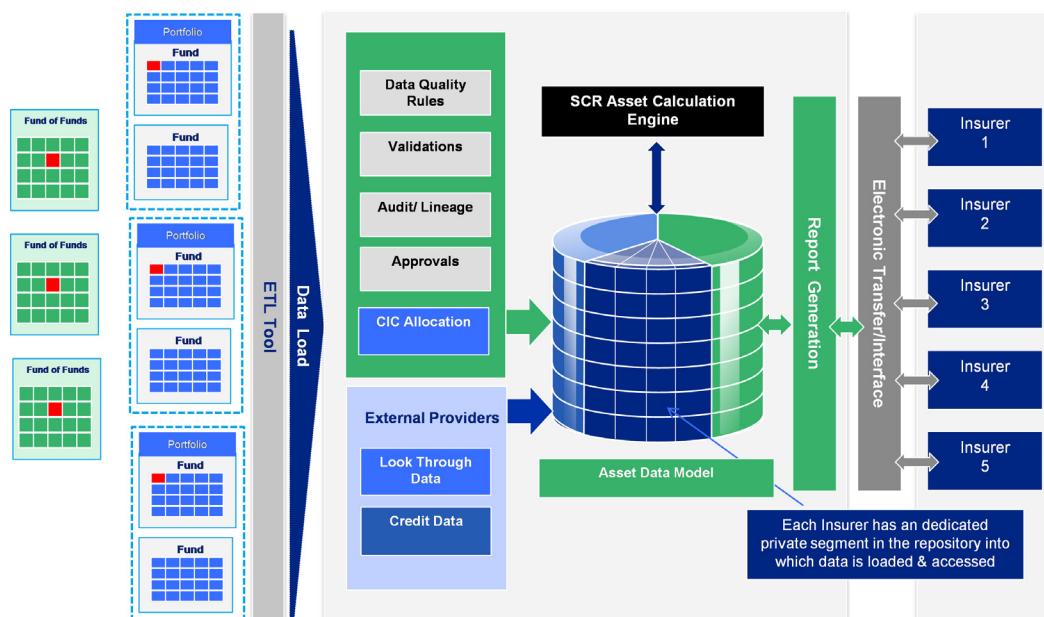 Fund of Funds
Fund of Funds
Fund of Funds
Portfolio
Fund
Fund
Portfolio
Fund
Fund
Portfolio
Fund
Fund
ETL Tool
Data Load
Data Quality
Rules
Validations
Audit/ Lineage
Approvals
CIC Allocation
External Providers
Look Through
Data
Credit Data
SCR Asset Calculation
Engine
Asset Data Model
Report Generation
Electronic Transfer/Interface
Insurer
1
Insurer
2
Insurer
3
Insurer
4
Insurer
5
Each Insurer has an dedicated
private segment in the repository into
which data is loaded & accessed